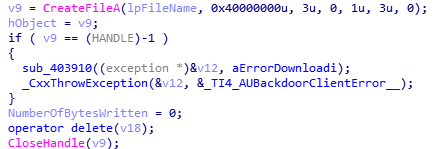 v9 = CreateFileA(lpFileName, 0x40000000u, 3u, 0, 1u, 3u, 0);
hObject = v9;
if ( v9 == (HANDLE)-1 )
{
sub_403910((exception *)&v12, aErrorDownloadi);
_CxxThrowException(&v12, &_TI4_AUBackdoorClientError__);
}
NumberOfBytesWritten = 0;
operator delete(v18);
CloseHandle(v9);